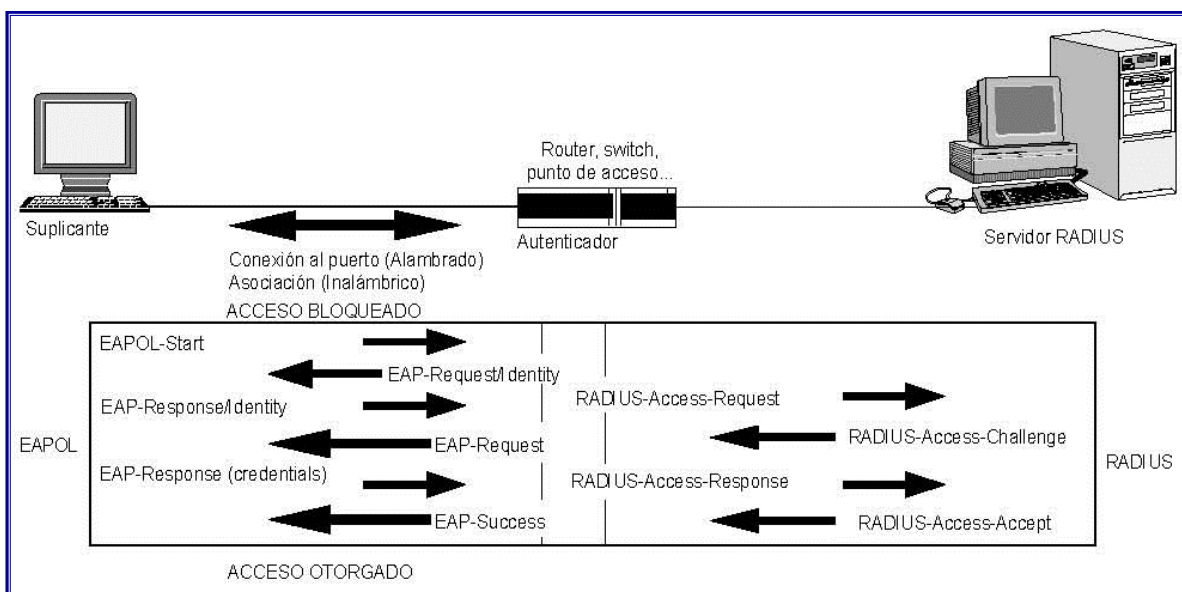 Router, switch,
punto de acceso...
Suplicante
Autenticador
Servidor RADIUS
Conexión al puerto (Alambrado)
Asociación (Inalámbrico)
ACCESO BLOQUEADO
EAPOL-Start
EAP-Request/Identity
RADIUS-Access-Request
EAP-Response/Identity
EAPOL
EAP-Request
RADIUS-Access-Challenge
RADIUS
EAP-Response (credentials)
RADIUS-Access-Response
EAP-Success
RADIUS-Access-Accept
ACCESO OTORGADO